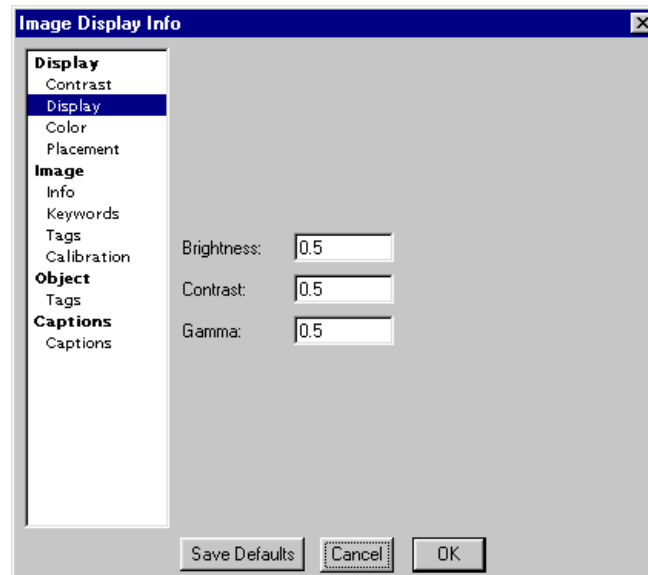 Image Display Info
Display
Contrast
Display
Color
Placement
Image
Info
Keywords
Tags
Calibration
Object
Tags
Captions
Captions
Brightness: 0.5
Contrast: 0.5
Gamma: 0.5
Save Defaults Cancel OK